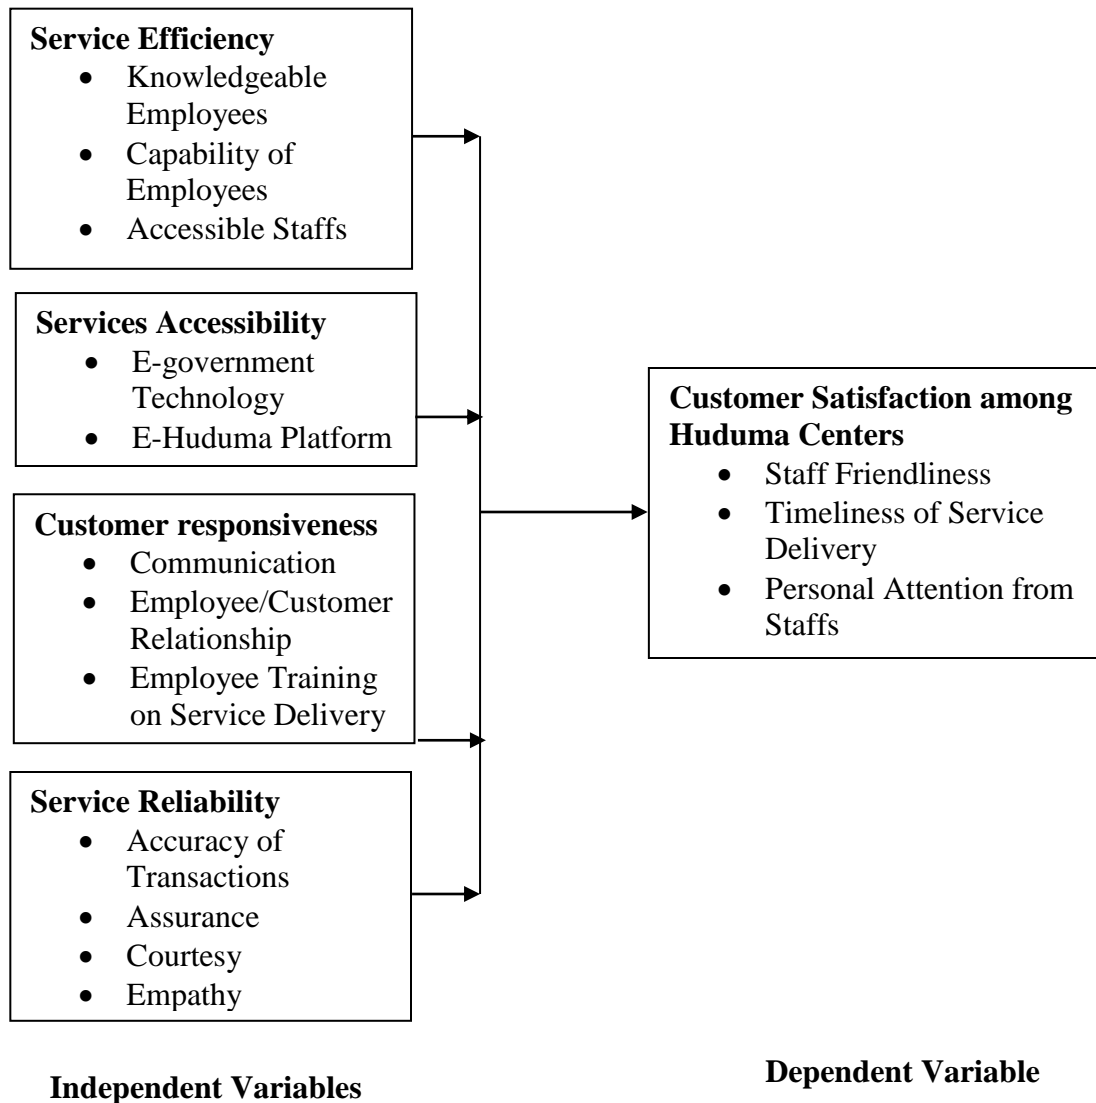 Service Efficiency
• Knowledgeable
Employees
• Capability of
Employees
• Accessible Staffs
Services Accessibility
• E-government
Technology
• E-Huduma Platform
Customer responsiveness
• Communication
• Employee/Customer
Relationship
• Employee Training
on Service Delivery
Service Reliability
• Accuracy of
Transactions
• Assurance
• Courtesy
• Empathy
Independent Variables
Customer Satisfaction among
Huduma Centers
• Staff Friendliness
• Timeliness of Service
Delivery
• Personal Attention from
Staffs
Dependent Variable